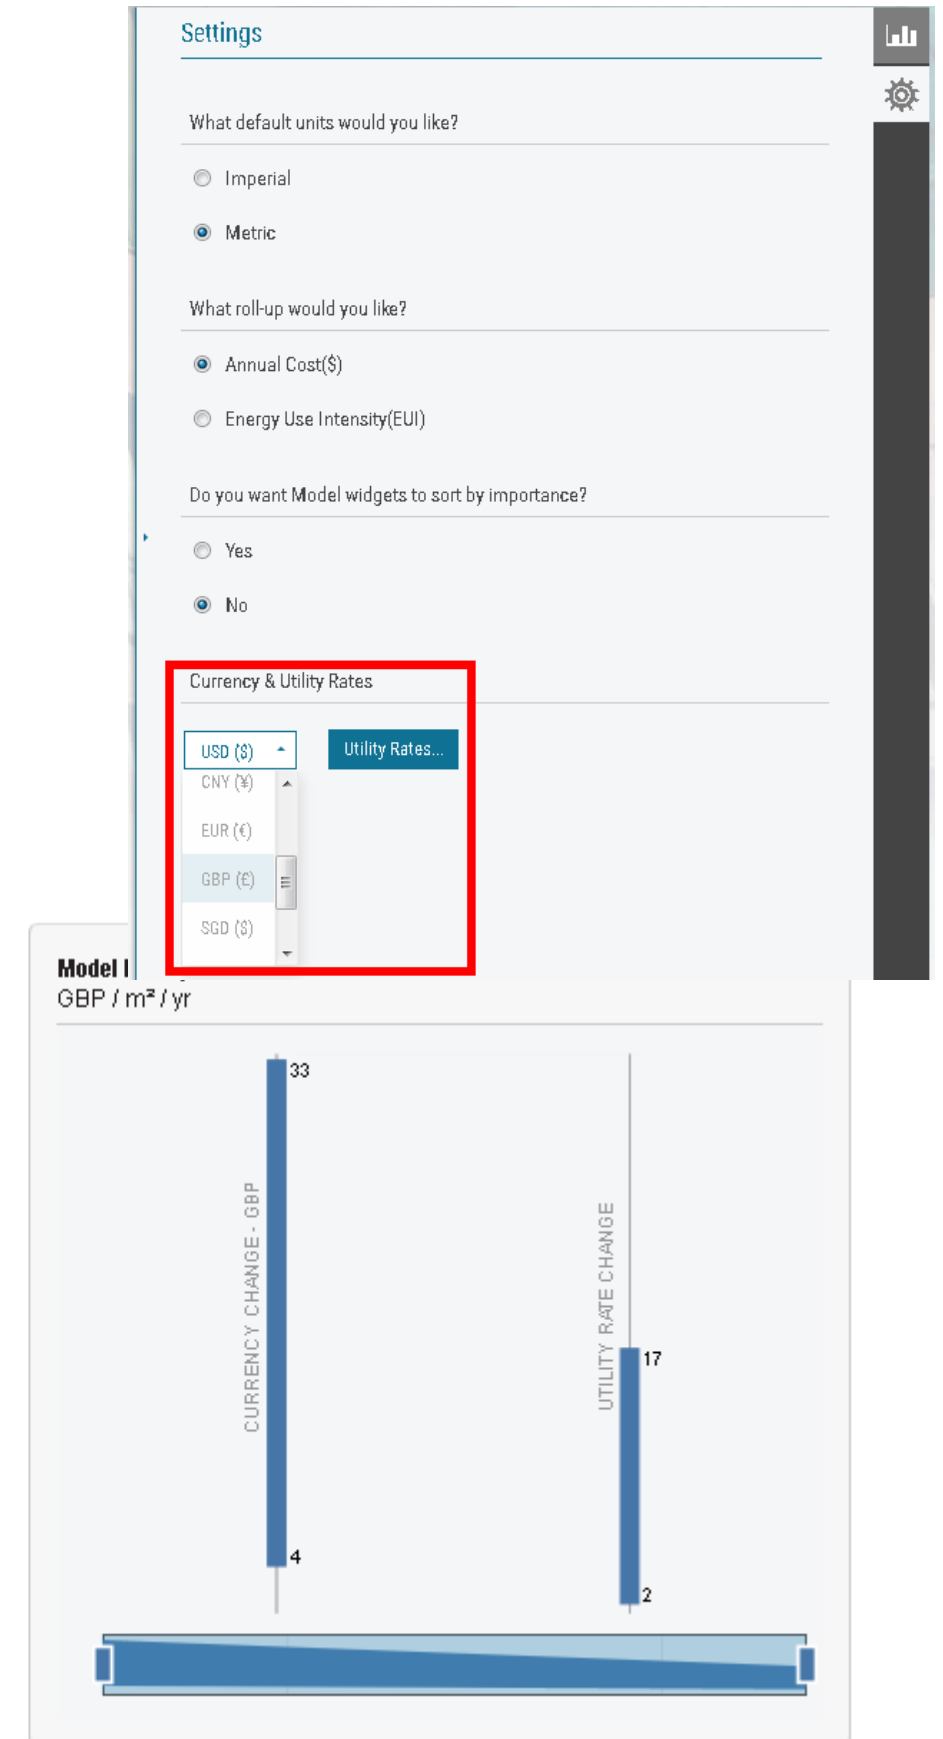 Settings
What default units would you like?
Imperial
Metric
What roll-up would you like?
Annual Cost($)
Energy Use Intensity(EUI)
Do you want Model widgets to sort by importance?
Yes
No
Currency & Utility Rates
USD ($)
Utility Rates...
CNY (¥)
EUR (€)
GBP (£)
SGD ($)
Model
GBP / m² / yr
33
CURRENCY CHANGE - GBP
4
UTILITY RATE CHANGE
17
2